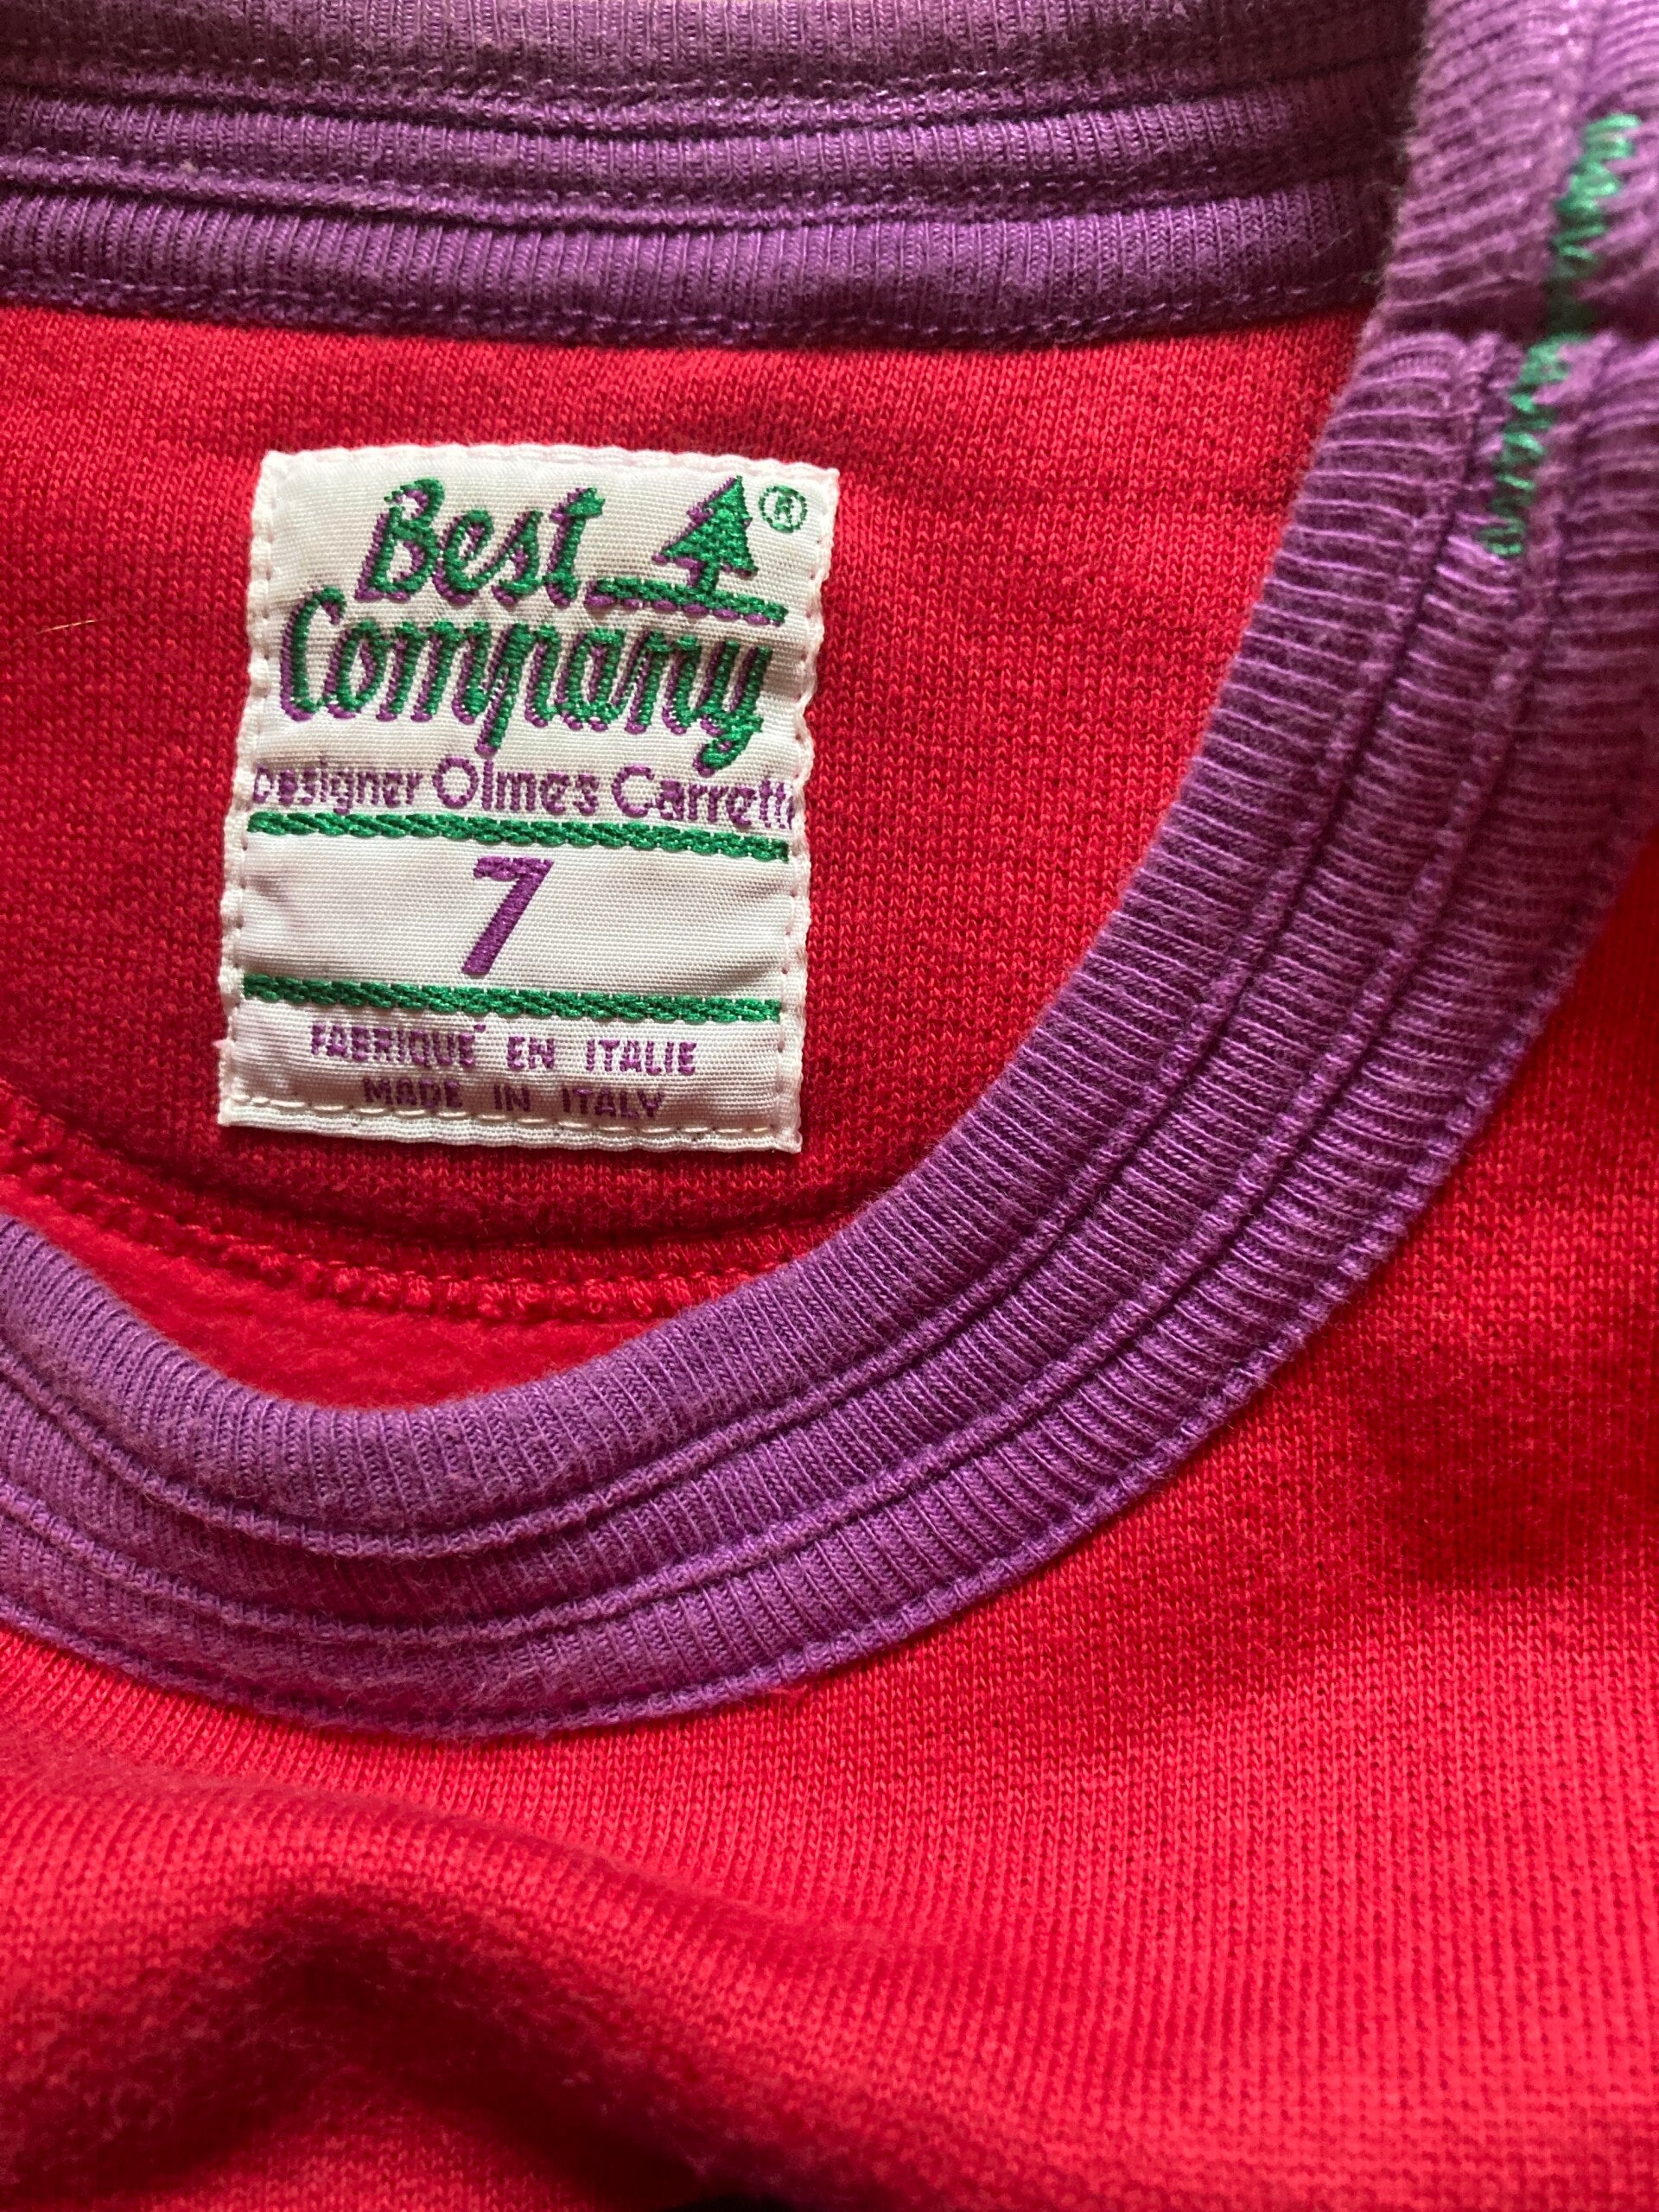 Best ®
Company
Designer Olmes Carretti
7
FABRIQUÉ EN ITALIE
MADE IN ITALY